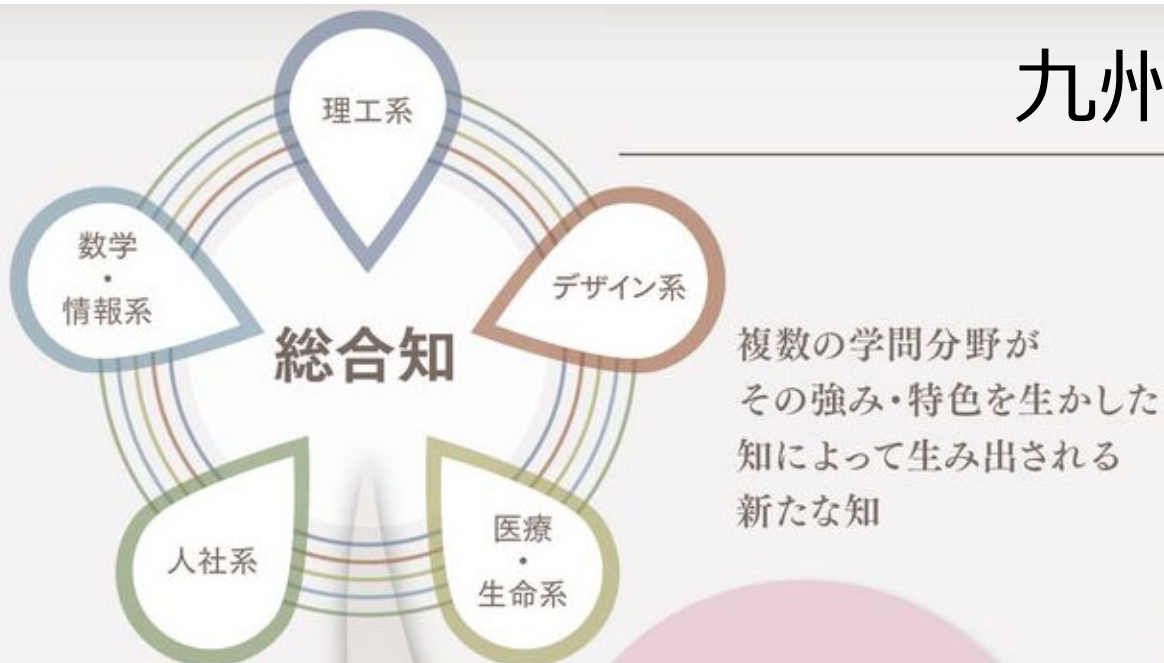 九州
理工系
数学
・
情報系
デザイン系
総合知
複数の学問分野が
その強み・特色を生かした
知によって生み出される
新たな知
人社系
医療
・
生命系